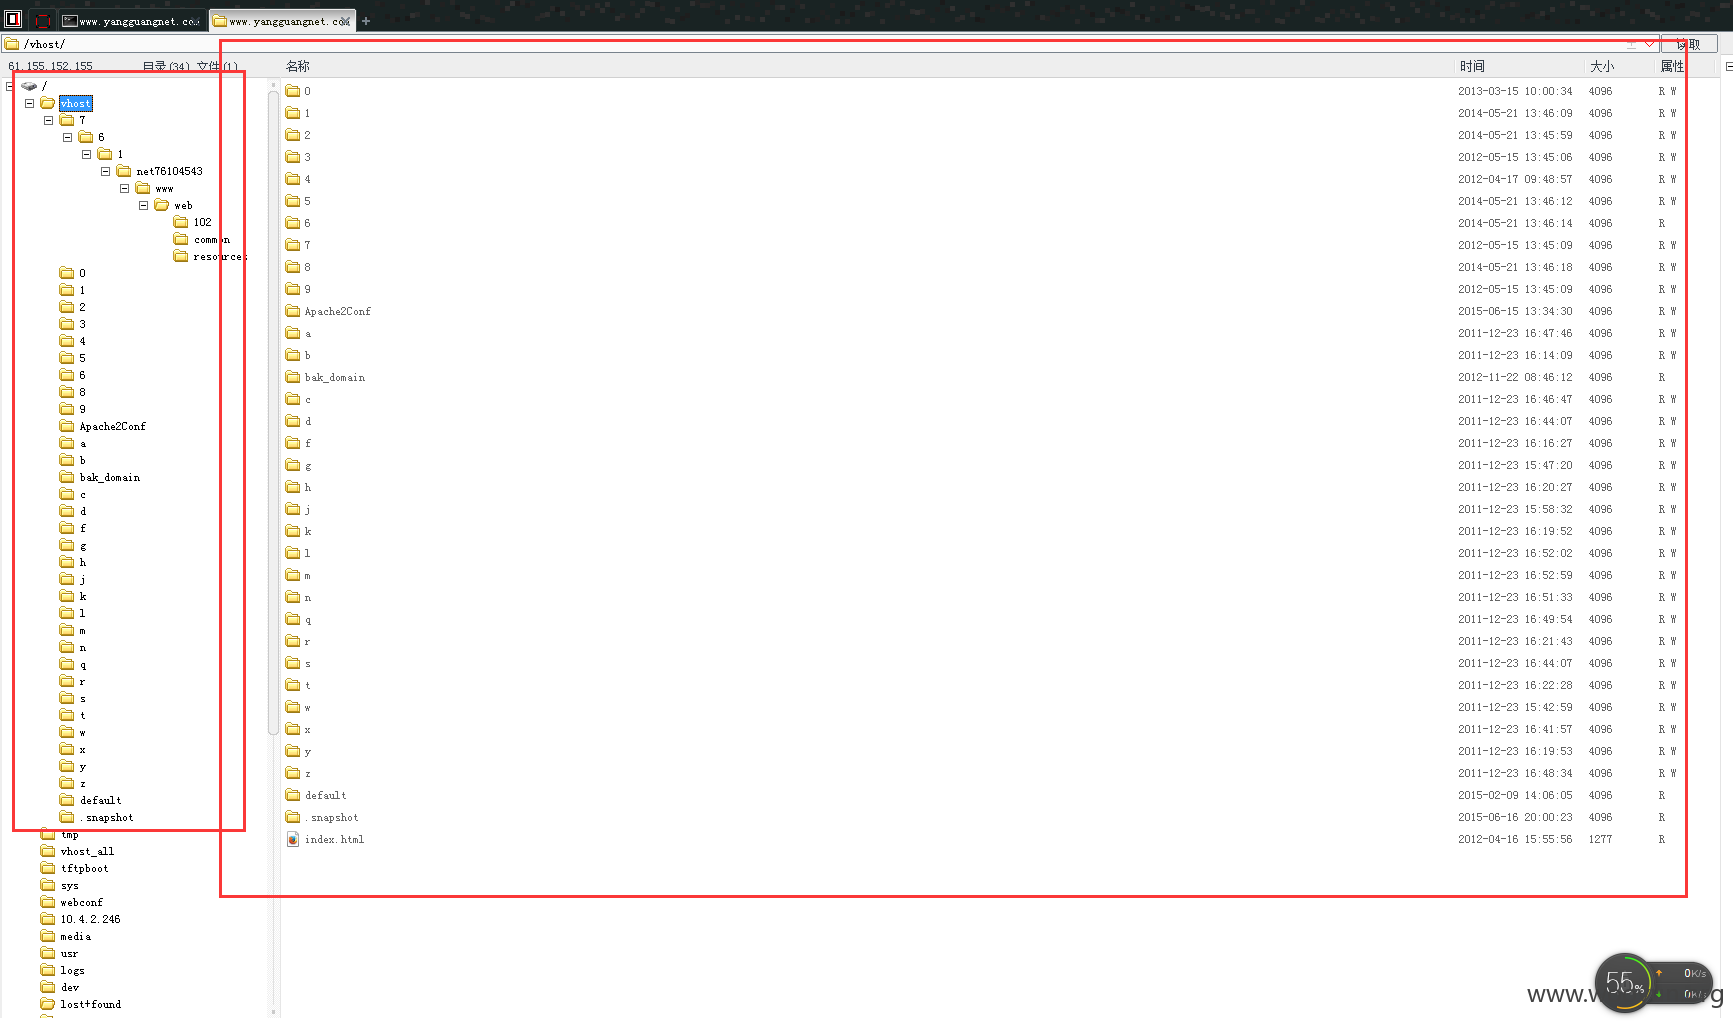 www.yangguangnet.co
www.yangguangnet.co
/vhost/
读取
61.155.152.155 目录(34) 文件(1)
名称 时间 大小 属性
/
vhost
7
6
1
net76104543
www
web
102
common
resources
0
1
2
3
4
5
6
8
9
Apache2Conf
a
b
bak_domain
c
d
f
g
h
j
k
l
m
n
q
r
s
t
w
x
y
z
default
.snapshot
tmp
vhost_all
tftpboot
sys
webconf
10.4.2.246
media
usr
logs
dev
lost+found
0 2013-03-15 10:00:34 4096 R W
1 2014-05-21 13:46:09 4096 R W
2 2014-05-21 13:45:59 4096 R W
3 2012-05-15 13:45:06 4096 R W
4 2012-04-17 09:48:57 4096 R W
5 2014-05-21 13:46:12 4096 R W
6 2014-05-21 13:46:14 4096 R
7 2012-05-15 13:45:09 4096 R W
8 2014-05-21 13:46:18 4096 R W
9 2012-05-15 13:45:09 4096 R W
Apache2Conf 2015-06-15 13:34:30 4096 R W
a 2011-12-23 16:47:46 4096 R W
b 2011-12-23 16:14:09 4096 R W
bak_domain 2012-11-22 08:46:12 4096 R
c 2011-12-23 16:46:47 4096 R W
d 2011-12-23 16:44:07 4096 R W
f 2011-12-23 16:16:27 4096 R W
g 2011-12-23 15:47:20 4096 R W
h 2011-12-23 16:20:27 4096 R W
j 2011-12-23 15:58:32 4096 R W
k 2011-12-23 16:19:52 4096 R W
l 2011-12-23 16:52:02 4096 R W
m 2011-12-23 16:52:59 4096 R W
n 2011-12-23 16:51:33 4096 R W
q 2011-12-23 16:49:54 4096 R W
r 2011-12-23 16:21:43 4096 R W
s 2011-12-23 16:44:07 4096 R W
t 2011-12-23 16:22:28 4096 R W
w 2011-12-23 15:42:59 4096 R W
x 2011-12-23 16:41:57 4096 R W
y 2011-12-23 16:19:53 4096 R W
z 2011-12-23 16:48:34 4096 R W
default 2015-02-09 14:06:05 4096 R
.snapshot 2015-06-16 20:00:23 4096 R
index.html 2012-04-16 15:55:56 1277 R
55%
0K/s
0K/s